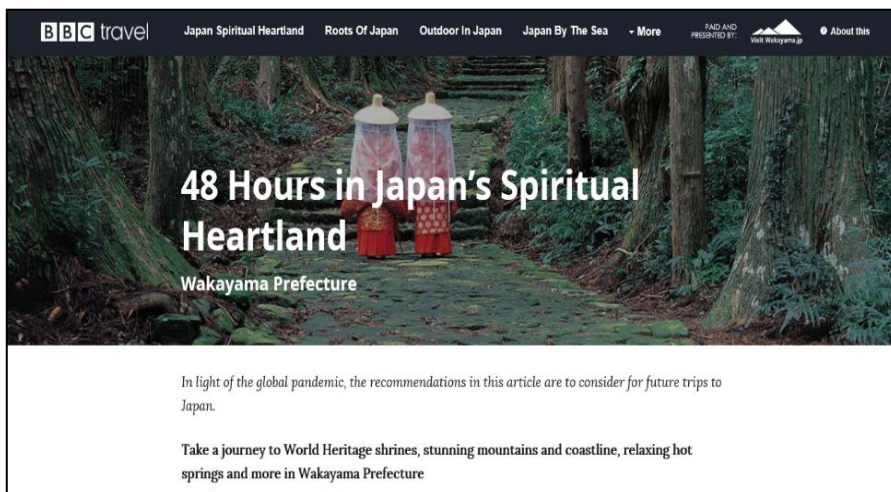 BBC travel
Japan Spiritual Heartland
Roots Of Japan
Outdoor In Japan
Japan By The Sea
More
PAID AND
PRESENTED BY:
Visit Wakayama.jp
About this
48 Hours in Japan's Spiritual
Heartland
Wakayama Prefecture
In light of the global pandemic, the recommendations in this article are to consider for future trips to
Japan.
Take a journey to World Heritage shrines, stunning mountains and coastline, relaxing hot
springs and more in Wakayama Prefecture